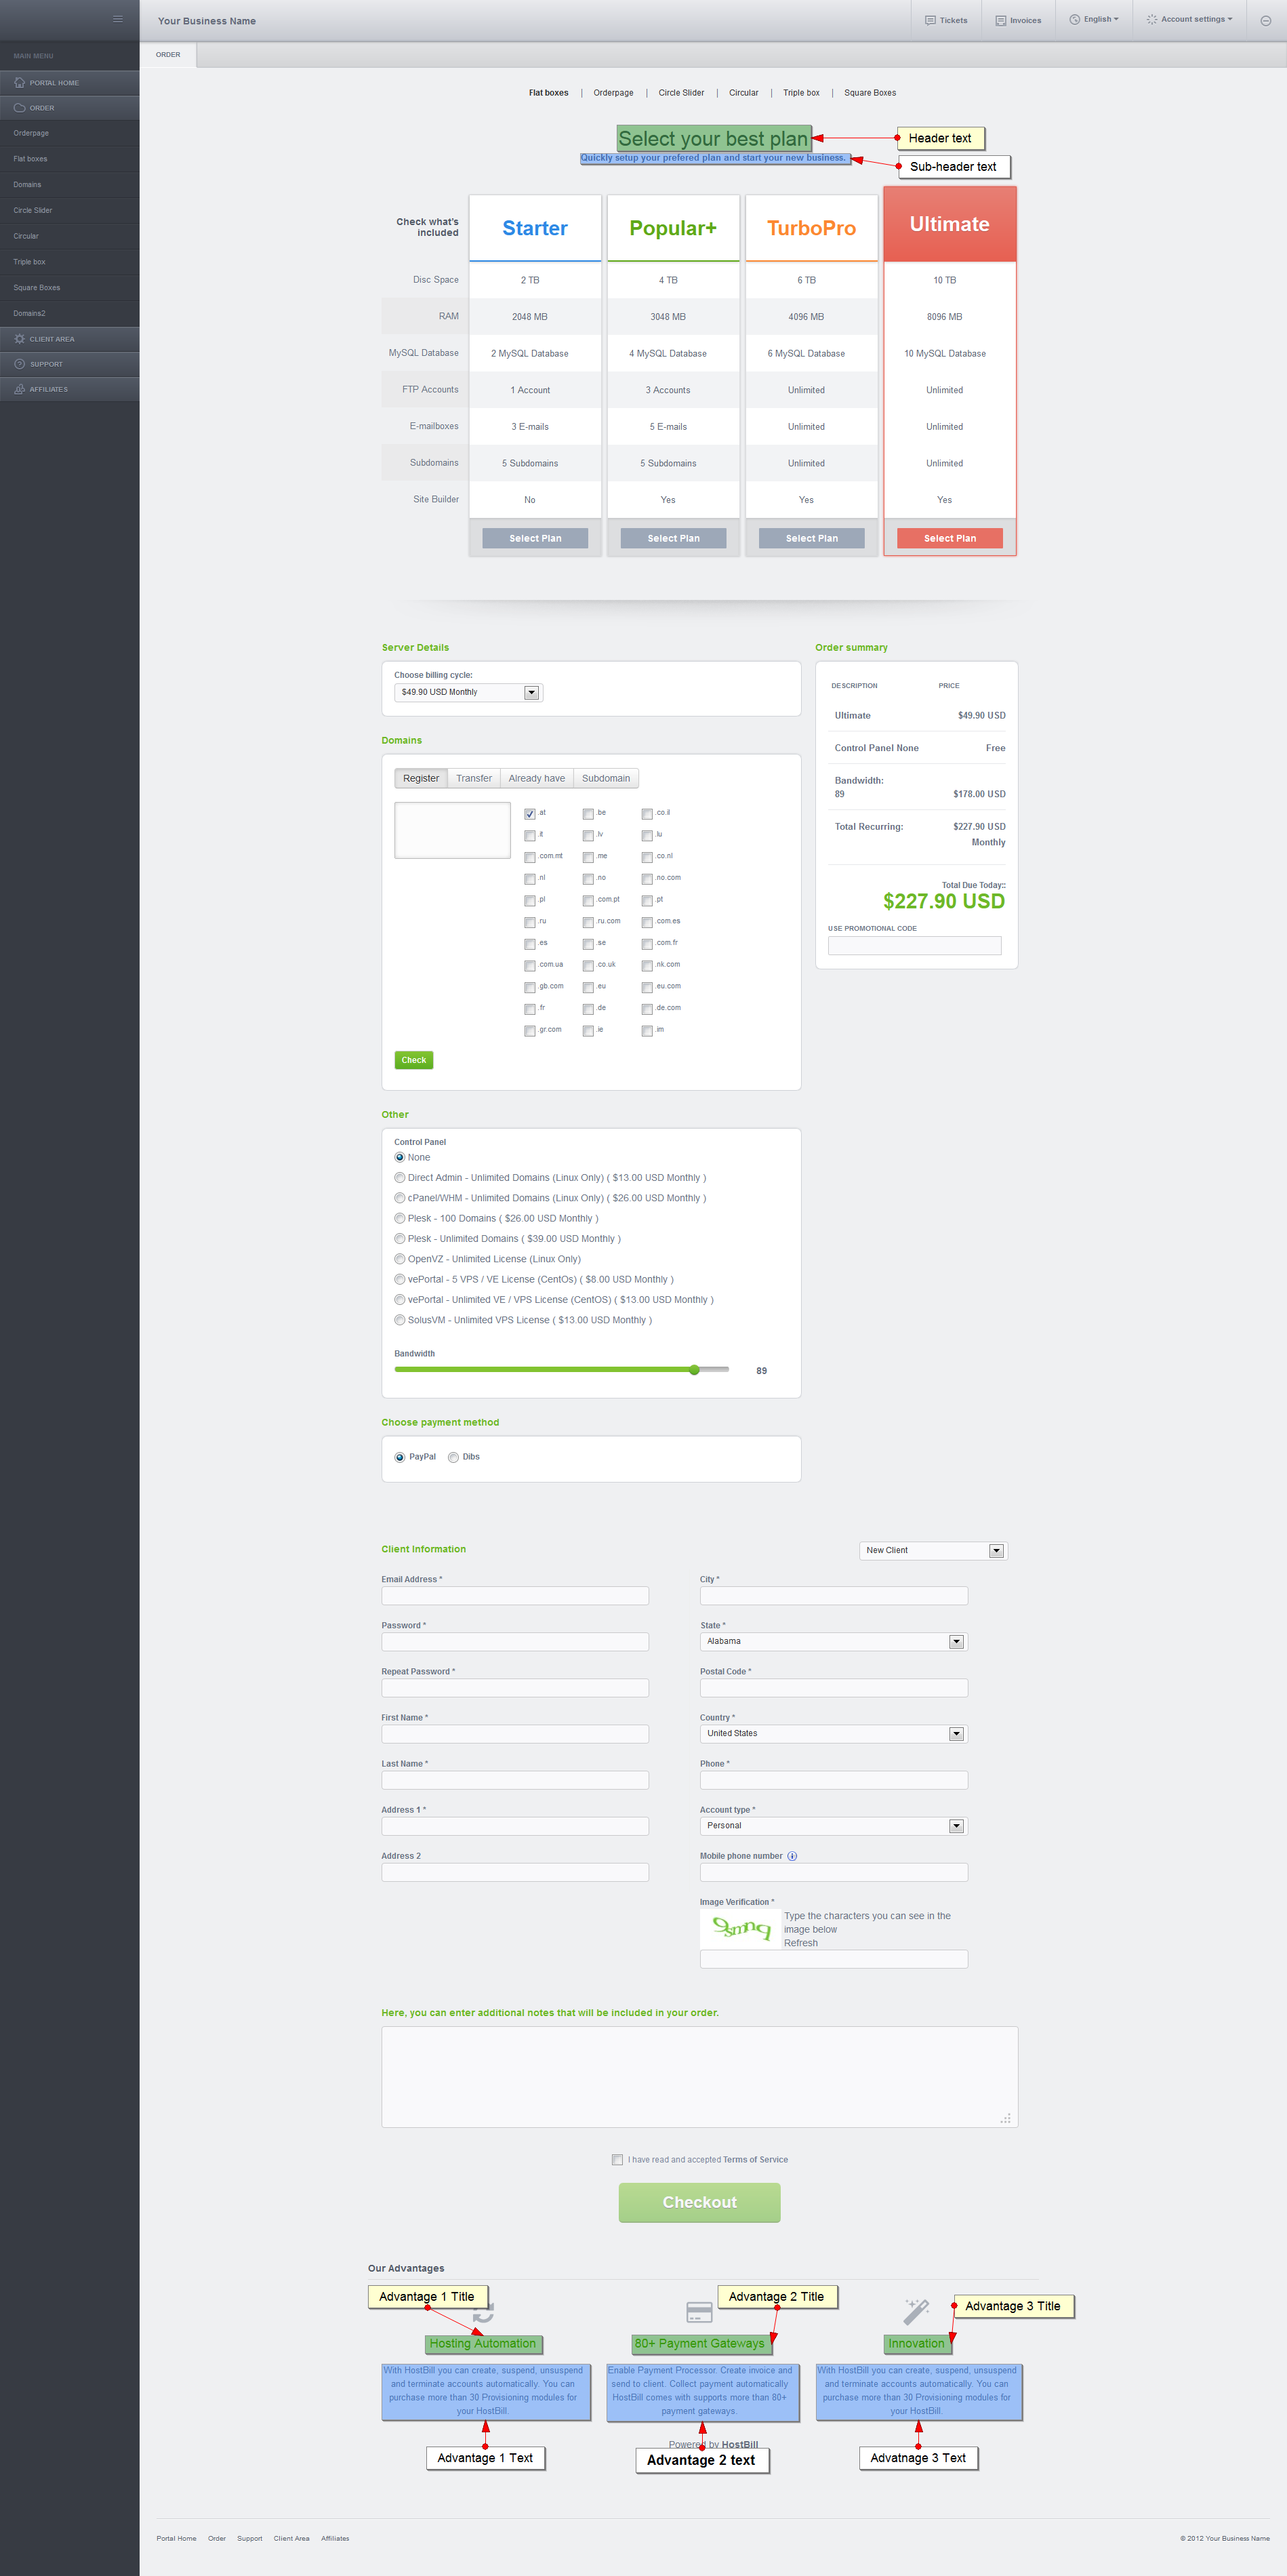 Your Business Name
Tickets
Invoices
English
Account settings
MAIN MENU
PORTAL HOME
ORDER
Orderpage
Flat boxes
Domains
Circle Slider
Circular
Triple box
Square Boxes
Domains2
CLIENT AREA
SUPPORT
AFFILIATES
ORDER
Flat boxes | Orderpage | Circle Slider | Circular | Triple box | Square Boxes
Select your best plan
Header text
Quickly setup your prefered plan and start your new business.
Sub-header text
Check what's
included
Starter
Popular+
TurboPro
Ultimate
Disc Space 2 TB 4 TB 6 TB 10 TB
RAM 2048 MB 3048 MB 4096 MB 8096 MB
MySQL Database 2 MySQL Database 4 MySQL Database 6 MySQL Database 10 MySQL Database
FTP Accounts 1 Account 3 Accounts Unlimited Unlimited
E-mailboxes 3 E-mails 5 E-mails Unlimited Unlimited
Subdomains 5 Subdomains 5 Subdomains Unlimited Unlimited
Site Builder No Yes Yes Yes
Select Plan Select Plan Select Plan Select Plan
Server Details
Choose billing cycle:
$49.90 USD Monthly
Order summary
DESCRIPTION PRICE
Ultimate $49.90 USD
Control Panel None Free
Bandwidth:
89 $178.00 USD
Total Recurring: $227.90 USD
Monthly
Total Due Today::
$227.90 USD
USE PROMOTIONAL CODE
Domains
Register Transfer Already have Subdomain
.at .be .co.il
.it .lv .lu
.com.mt .me .co.nl
.nl .no .no.com
.pl .com.pt .pt
.ru .ru.com .com.es
.es .se .com.fr
.com.ua .co.uk .nk.com
.gb.com .eu .eu.com
.fr .de .de.com
.gr.com .ie .im
Check
Other
Control Panel
None
Direct Admin - Unlimited Domains (Linux Only) ( $13.00 USD Monthly )
cPanel/WHM - Unlimited Domains (Linux Only) ( $26.00 USD Monthly )
Plesk - 100 Domains ( $26.00 USD Monthly )
Plesk - Unlimited Domains ( $39.00 USD Monthly )
OpenVZ - Unlimited License (Linux Only)
vePortal - 5 VPS / VE License (CentOs) ( $8.00 USD Monthly )
vePortal - Unlimited VE / VPS License (CentOS) ( $13.00 USD Monthly )
SolusVM - Unlimited VPS License ( $13.00 USD Monthly )
Bandwidth
89
Choose payment method
PayPal Dibs
Client Information
New Client
Email Address *
City *
Password *
State *
Alabama
Repeat Password *
Postal Code *
First Name *
Country *
United States
Last Name *
Phone *
Address 1 *
Account type *
Personal
Address 2
Mobile phone number
Image Verification *
Type the characters you can see in the
image below
Refresh
Here, you can enter additional notes that will be included in your order.
I have read and accepted Terms of Service
Checkout
Our Advantages
Advantage 1 Title
Advantage 2 Title
Advantage 3 Title
Hosting Automation
80+ Payment Gateways
Innovation
With HostBill you can create, suspend, unsuspend
and terminate accounts automatically. You can
purchase more than 30 Provisioning modules for
your HostBill.
Enable Payment Processor. Create invoice and
send to client. Collect payment automatically
HostBill comes with supports more than 80+
payment gateways.
With HostBill you can create, suspend, unsuspend
and terminate accounts automatically. You can
purchase more than 30 Provisioning modules for
your HostBill.
Powered by HostBill
Advantage 1 Text
Advantage 2 text
Advatnage 3 Text
Portal Home Order Support Client Area Affiliates
© 2012 Your Business Name